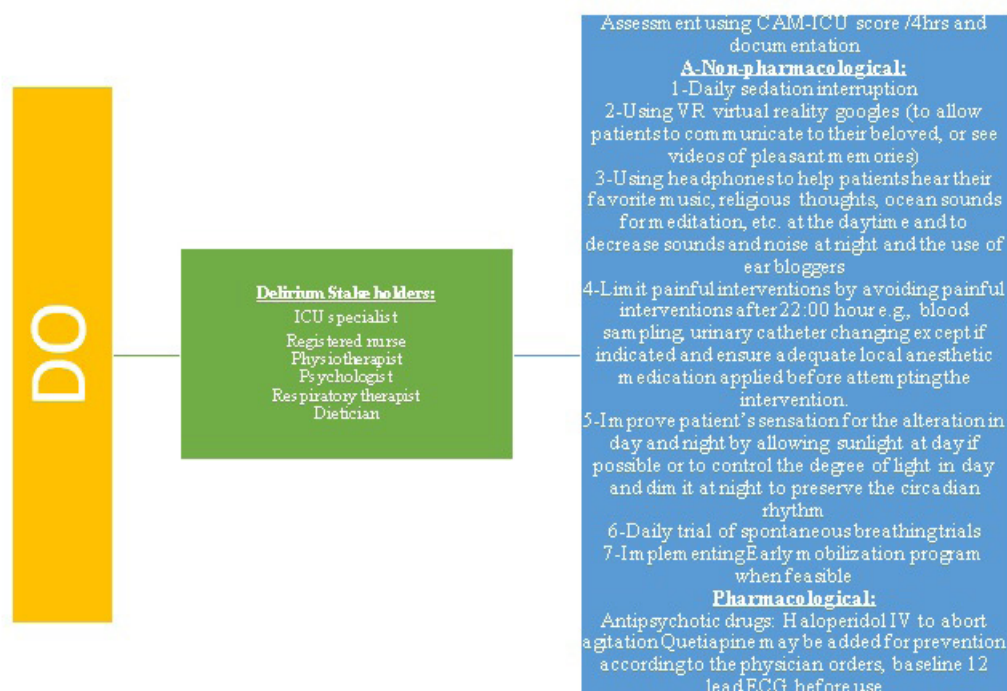 DO
Delirium Stake holders:
ICU specialist
Registered nurse
Physiotherapist
Psychologist
Respiratory therapist
Dietician
Assessment using CAM-ICU score /4hrs and
documentation
A-Non-pharmacological:
1-Daily sedation interruption
2-Using VR virtual reality googles (to allow
patients to communicate to their beloved, or see
videos of pleasant memories)
3-Using headphones to help patients hear their
favorite music, religious thoughts, ocean sounds
for meditation, etc. at the daytime and to
decrease sounds and noise at night and the use of
ear bloggers
4-Limit painful interventions by avoiding painful
interventions after 22:00 hour e.g., blood
sampling, urinary catheter changing except if
indicated and ensure adequate local anesthetic
medication applied before attempting the
intervention.
5-Improve patient's sensation for the alteration in
day and night by allowing sunlight at day if
possible or to control the degree of light in day
and dim it at night to preserve the circadian
rhythm
6-Daily trial of spontaneous breathing trials
7-Implementing Early mobilization program
when feasible
Pharmacological:
Antipsychotic drugs: Haloperidol IV to abort
agitation Quetiapine may be added for prevention
according to the physician orders, baseline 12
lead ECG before use